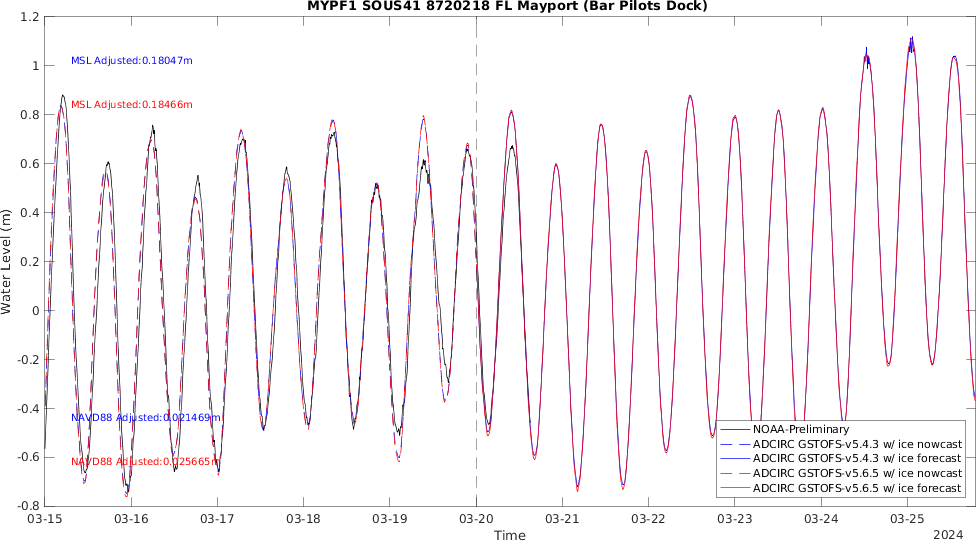 MYPF1 SOUS41 8720218 FL Mayport (Bar Pilots Dock)
1.2
1
0.8
0.6
0.4
0.2
0
-0.2
-0.4
-0.6
-0.8
Water Level (m)
MSL Adjusted:0.18047m
MSL Adjusted:0.18466m
NAVD88 Adjusted:0.021469m
NAVD88 Adjusted:0.025665m
NOAA-Preliminary
ADCIRC GSTOFS-v5.4.3 w/ ice nowcast
ADCIRC GSTOFS-v5.4.3 w/ ice forecast
ADCIRC GSTOFS-v5.6.5 w/ ice nowcast
ADCIRC GSTOFS-v5.6.5 w/ ice forecast
03-15 03-16 03-17 03-18 03-19 03-20 03-21 03-22 03-23 03-24 03-25
Time
2024